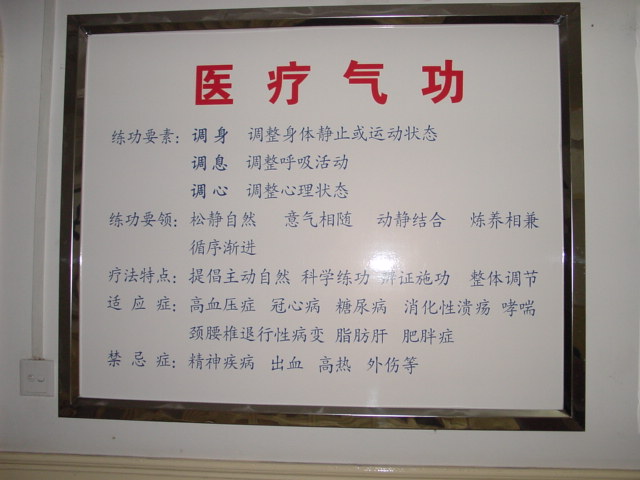 医疗气功
练功要素：调身 调整身体静止或运动状态
调息 调整呼吸活动
调心 调整心理状态
练功要领：松静自然 意气相随 动静结合 炼养相兼
循序渐进
疗法特点：提倡主动自然 科学练功 辨证施功 整体调节
适应症：高血压症 冠心病 糖尿病 消化性溃疡 哮喘
颈腰椎退行性病变 脂肪肝 肥胖症
禁忌症：精神疾病 出血 高热 外伤等